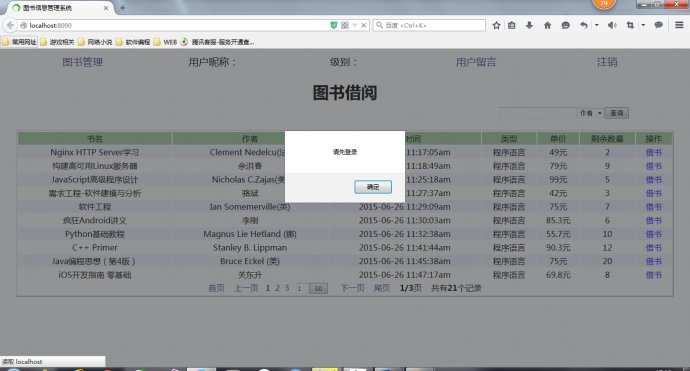 图书信息管理系统
79
localhost:8090
百度 <Ctrl+K>
常用网址 游戏相关 网络小说 软件编程 WEB 腾讯客服-服务开通查...
图书管理 用户昵称： 级别： 用户留言 注销
图书借阅
作者 查询
书名 作者 时间 类型 单价 剩余数量 操作
Nginx HTTP Server学习 Clement Nedelcu(法 11:17:05am 程序语言 49元 2 借书
构建高可用Linux服务器 余洪春 11:18:49am 程序语言 79元 9 借书
JavaScript高级程序设计 Nicholas C.Zajas(美 11:25:18am 程序语言 99元 5 借书
需求工程-软件建模与分析 骆斌 11:27:37am 程序语言 42元 3 借书
软件工程 Ian Somemerville(英) 2015-06-26 11:29:09am 程序语言 75元 7 借书
疯狂Android讲义 李刚 2015-06-26 11:30:03am 程序语言 85.3元 6 借书
Python基础教程 Magnus Lie Hetland (挪) 2015-06-26 11:32:38am 程序语言 55.7元 10 借书
C++ Primer Stanley B. Lippman 2015-06-26 11:41:44am 程序语言 90.3元 12 借书
Java编程思想（第4版） Bruce Eckel (美) 2015-06-26 11:45:38am 程序语言 75元 20 借书
iOS开发指南 零基础 关东升 2015-06-26 11:47:17am 程序语言 69.8元 8 借书
首页 上一页 1 2 3 1 GO 下一页 尾页 1/3页 共有21个记录
请先登录
确定
读取 localhost